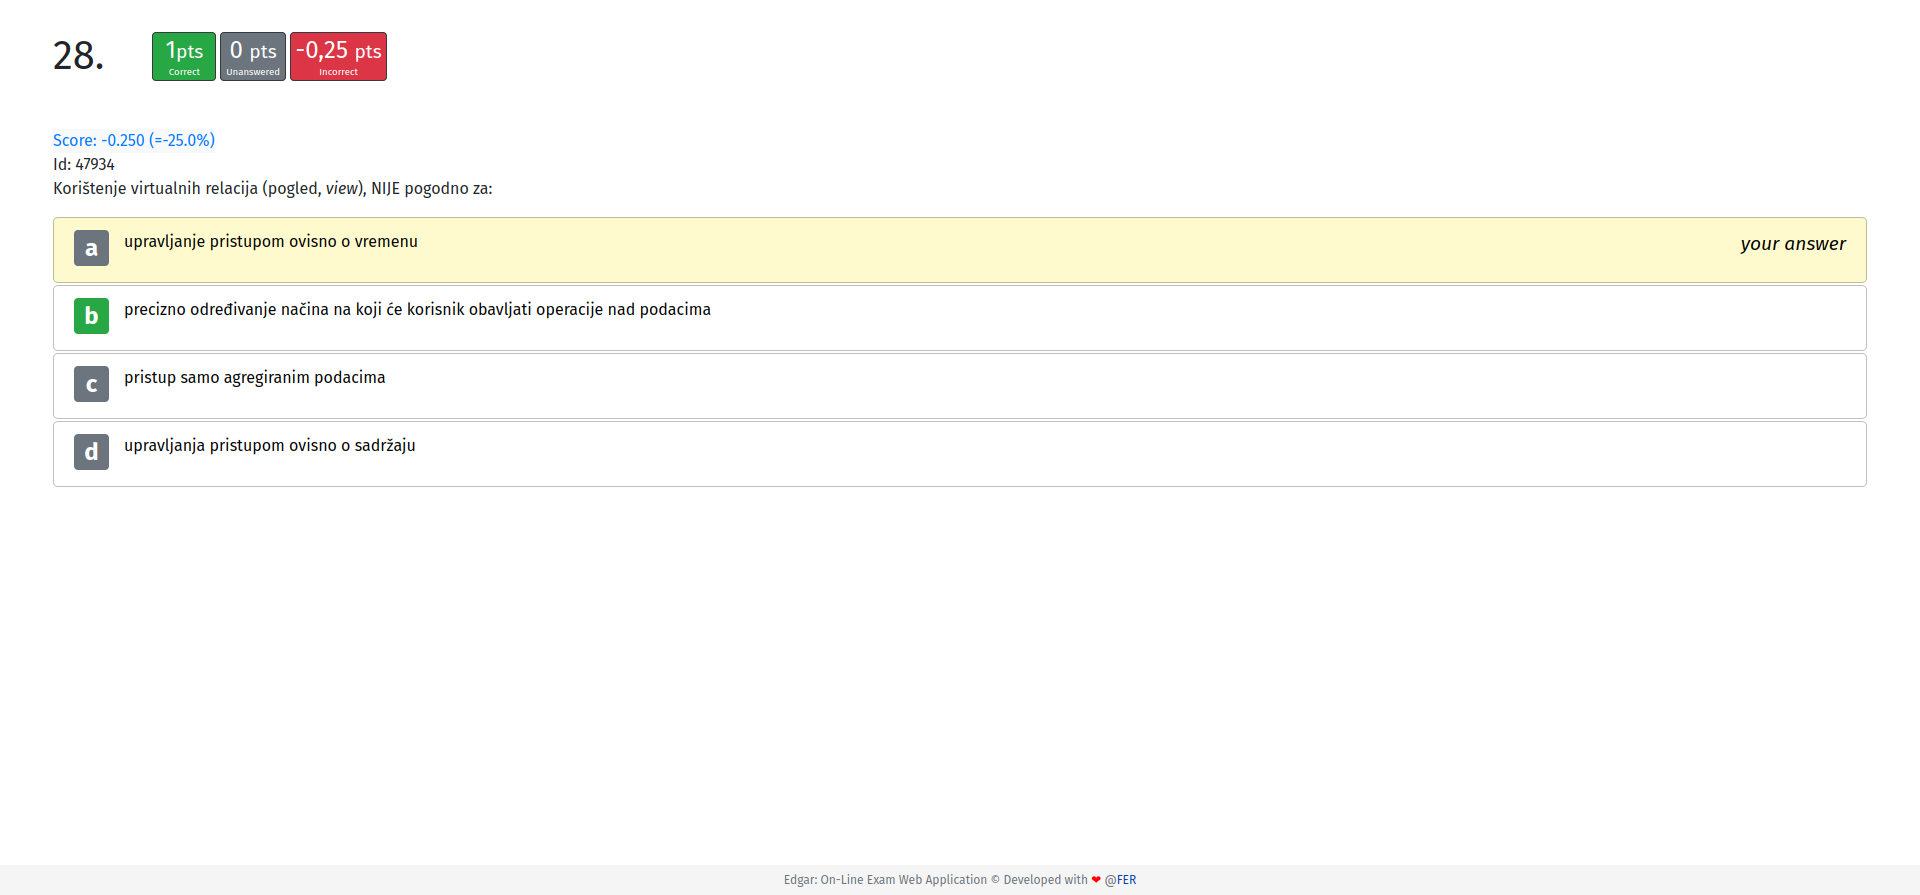 28.
1pts
Correct
0 pts
Unanswered
-0,25 pts
Incorrect
Score: -0.250 (=-25.0%)
Id: 47934
Korištenje virtualnih relacija (pogled, view), NIJE pogodno za:
a upravljanje pristupom ovisno o vremenu your answer
b precizno određivanje načina na koji će korisnik obavljati operacije nad podacima
c pristup samo agregiranim podacima
d upravljanja pristupom ovisno o sadržaju
Edgar: On-Line Exam Web Application © Developed with ❤ @FER